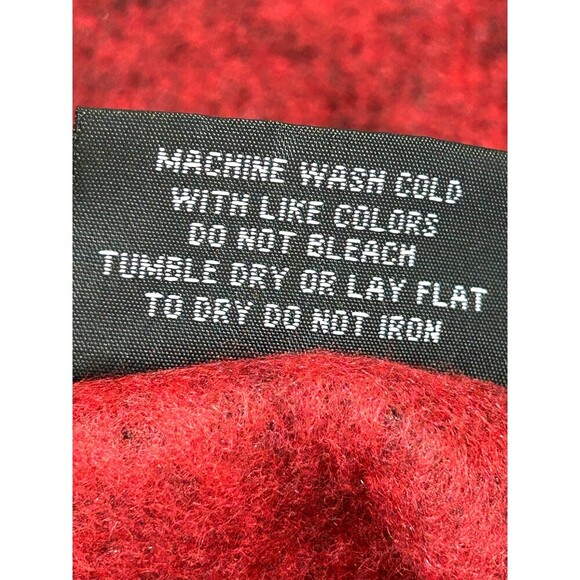 MACHINE WASH COLD
WITH LIKE COLORS
DO NOT BLEACH
TUMBLE DRY OR LAY FLAT
TO DRY DO NOT IRON